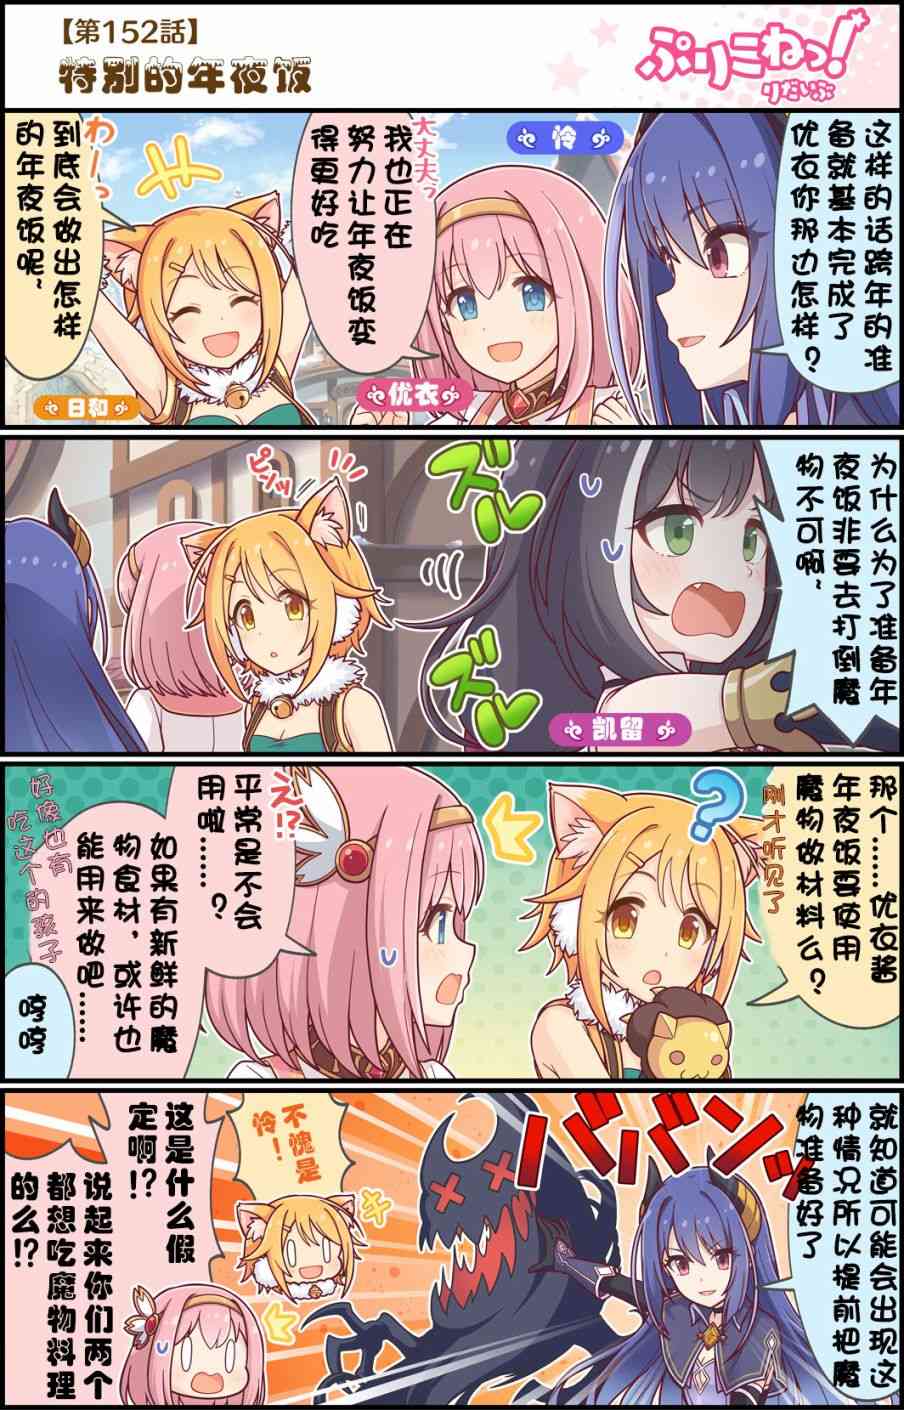 【第152話】
特别的年夜饭
ぷりこねっ!
りだいぶ
这样的话跨年的准
备就基本完成了
优衣你那边怎样?
怜
大丈夫っ
我也正在
努力让年夜饭变
得更好吃
优衣
わーっ
到底会做出怎样
的年夜饭呢~
日和
为什么为了准备年
夜饭非要去打倒魔
物不可啊~
ズル
ズル
凯留
ピクッ
那个……优衣酱
年夜饭要使用
魔物做材料么?
刚才听见了
?
え!?
平常是不会
用啦……?
如果有新鲜的魔
物食材,或许也
能用来做吧……
好像也有
吃这个的孩子
哼哼
就知道可能会出现这
种情况所以提前把魔
物准备好了
ババンッ
不愧是
怜!
这是什么假
定啊!?
说起来你们两个
都想吃魔物料理
的么!?